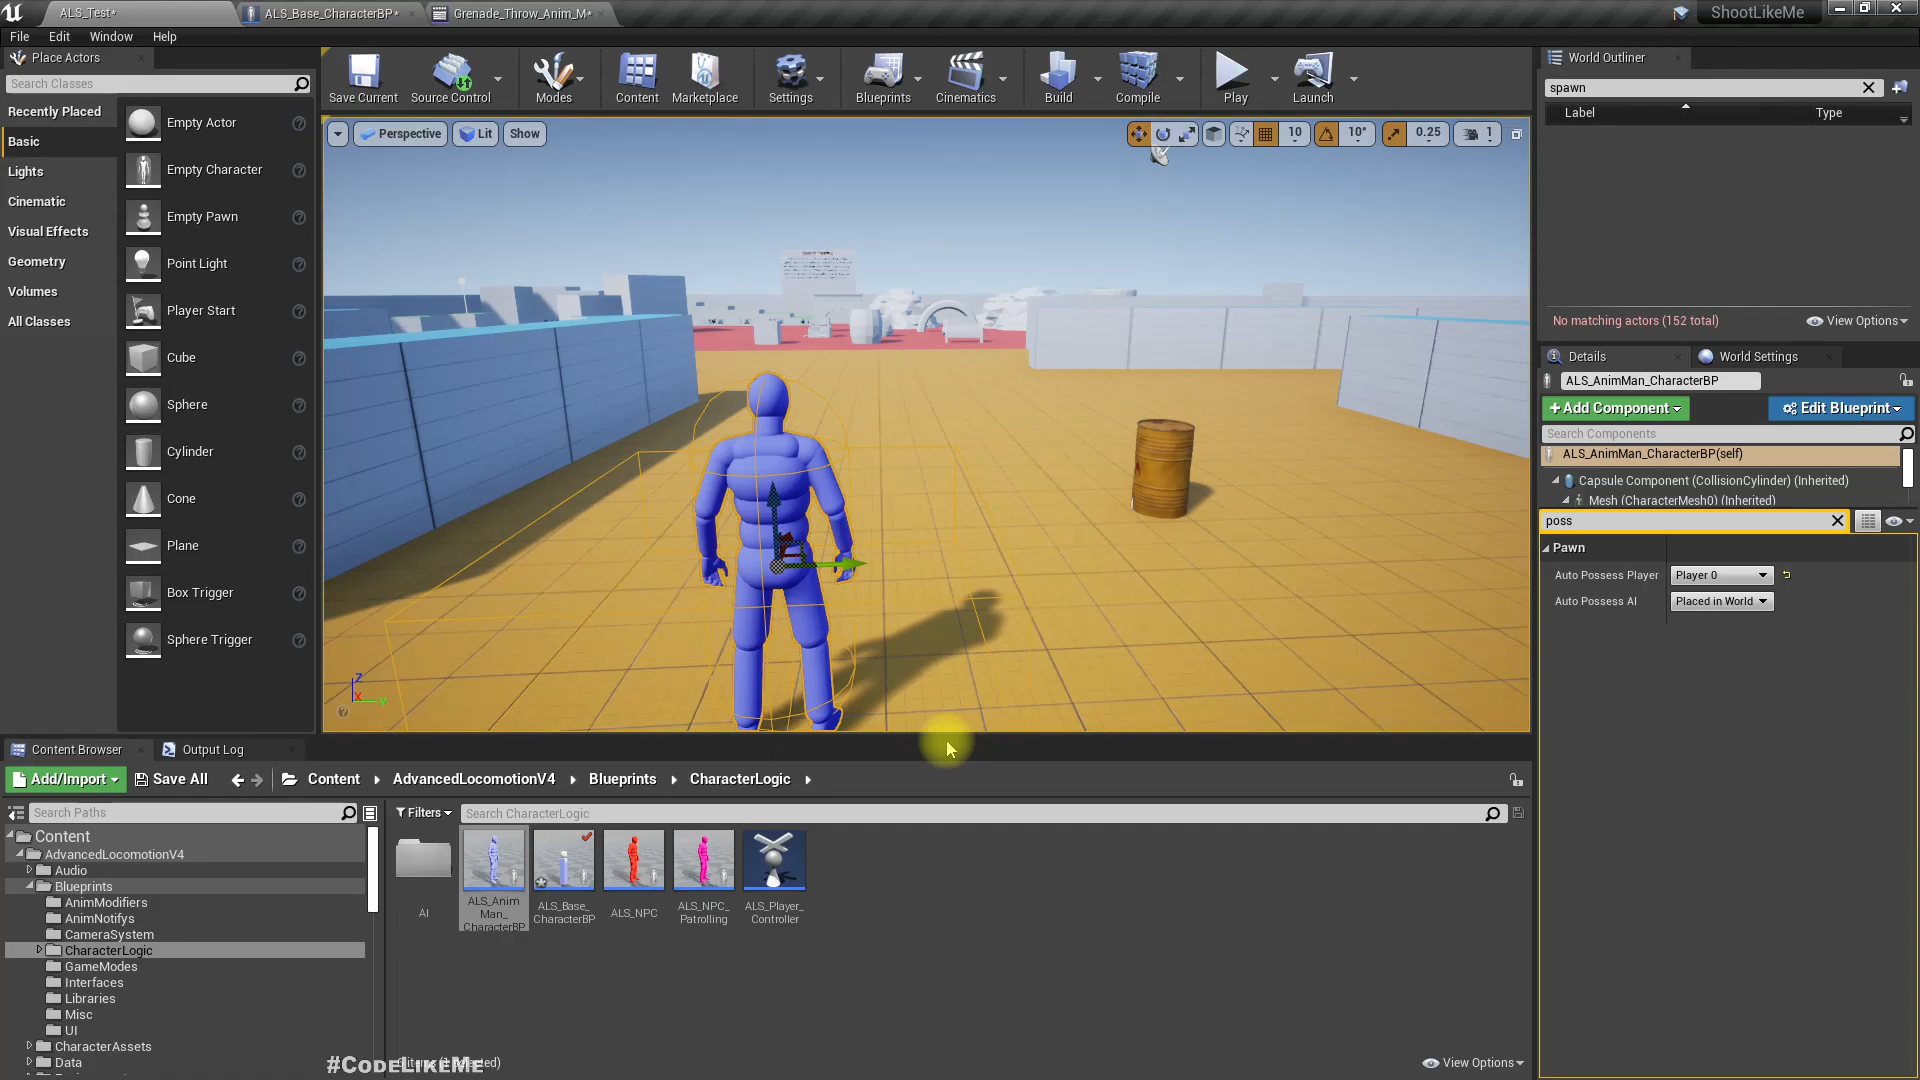 ALS_Test*
ALS_Base_CharacterBP*
Grenade_Throw_Anim_M*
ShootLikeMe
File Edit Window Help
Place Actors
Search Classes
Recently Placed
Basic
Lights
Cinematic
Visual Effects
Geometry
Volumes
All Classes
Empty Actor
Empty Character
Empty Pawn
Point Light
Player Start
Cube
Sphere
Cylinder
Cone
Plane
Box Trigger
Sphere Trigger
Save Current
Source Control
Modes
Content
Marketplace
Settings
Blueprints
Cinematics
Build
Compile
Play
Launch
Perspective
Lit
Show
10
10°
0.25
1
Z
X
Y
World Outliner
spawn
Label Type
No matching actors (152 total)
View Options
Details
World Settings
ALS_AnimMan_CharacterBP
+Add Component
Edit Blueprint
Search Components
ALS_AnimMan_CharacterBP(self)
Capsule Component (CollisionCylinder) (Inherited)
Mesh (CharacterMesh0) (Inherited)
poss
Pawn
Auto Possess Player Player 0
Auto Possess AI Placed in World
Content Browser
Output Log
Add/Import
Save All
Content AdvancedLocomotionV4 Blueprints CharacterLogic
Search Paths
Content
AdvancedLocomotionV4
Audio
Blueprints
AnimModifiers
AnimNotifys
CameraSystem
CharacterLogic
GameModes
Interfaces
Libraries
Misc
UI
CharacterAssets
Data
Filters
Search CharacterLogic
AI
ALS_Anim
Man_
CharacterBP
ALS_Base_
CharacterBP
ALS_NPC
ALS_NPC_
Patrolling
ALS_Player_
Controller
#CodeLikeMe
View Options